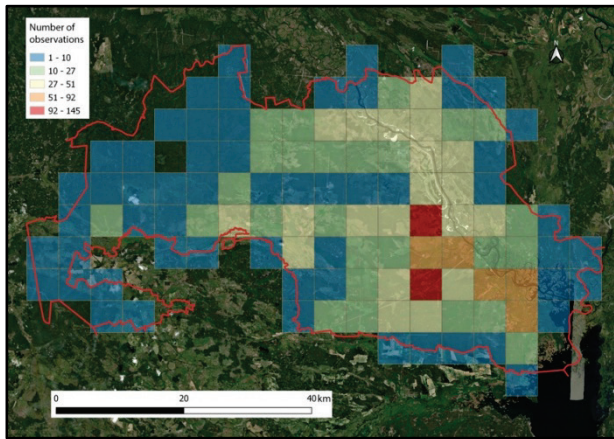 Number of
observations
1 - 10
10 - 27
27 - 51
51 - 92
92 - 145
N
0 20 40 km